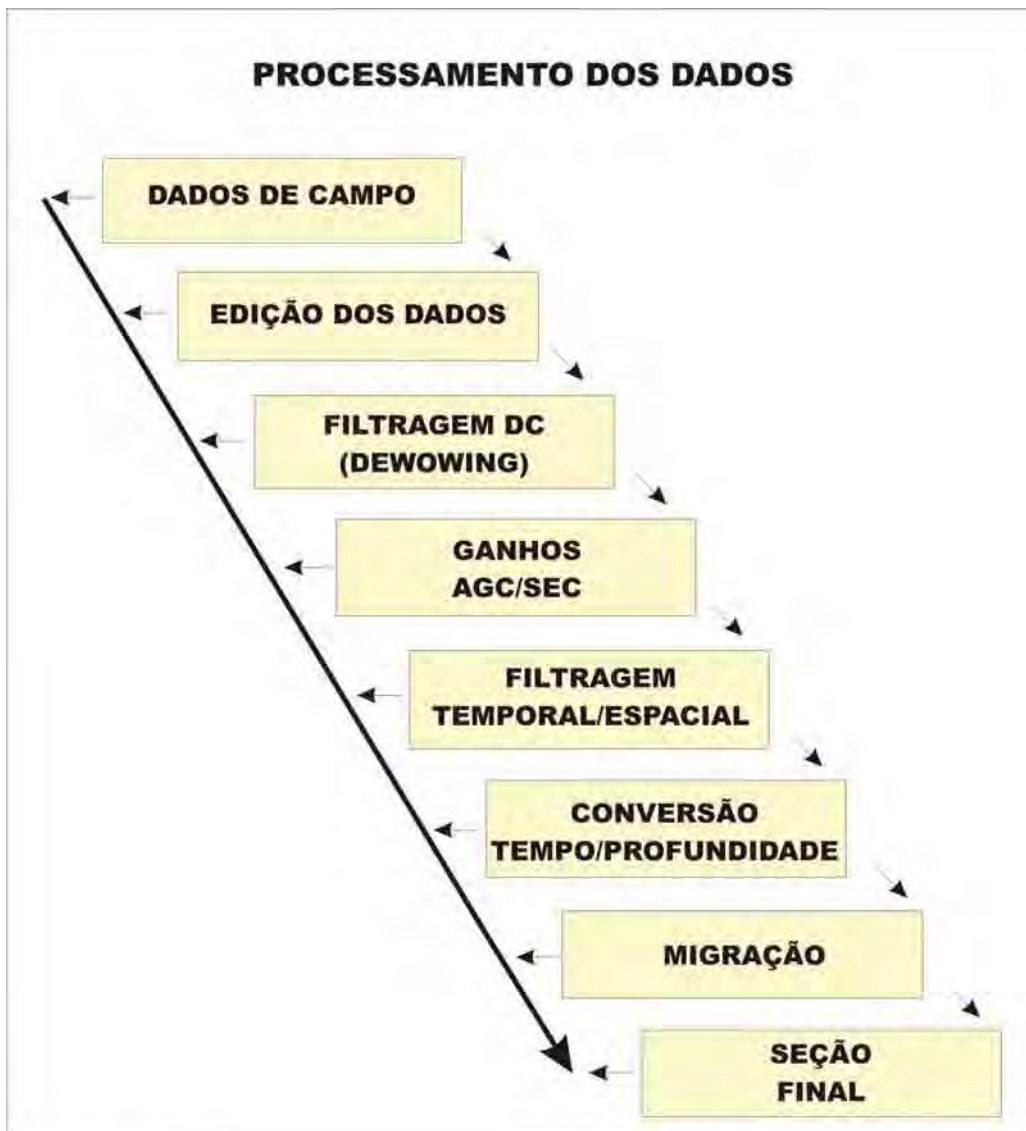 PROCESSAMENTO DOS DADOS
DADOS DE CAMPO
EDIÇÃO DOS DADOS
FILTRAGEM DC
(DEWOWING)
GANHOS
AGC/SEC
FILTRAGEM
TEMPORAL/ESPACIAL
CONVERSÃO
TEMPO/PROFUNDIDADE
MIGRAÇÃO
SEÇÃO
FINAL